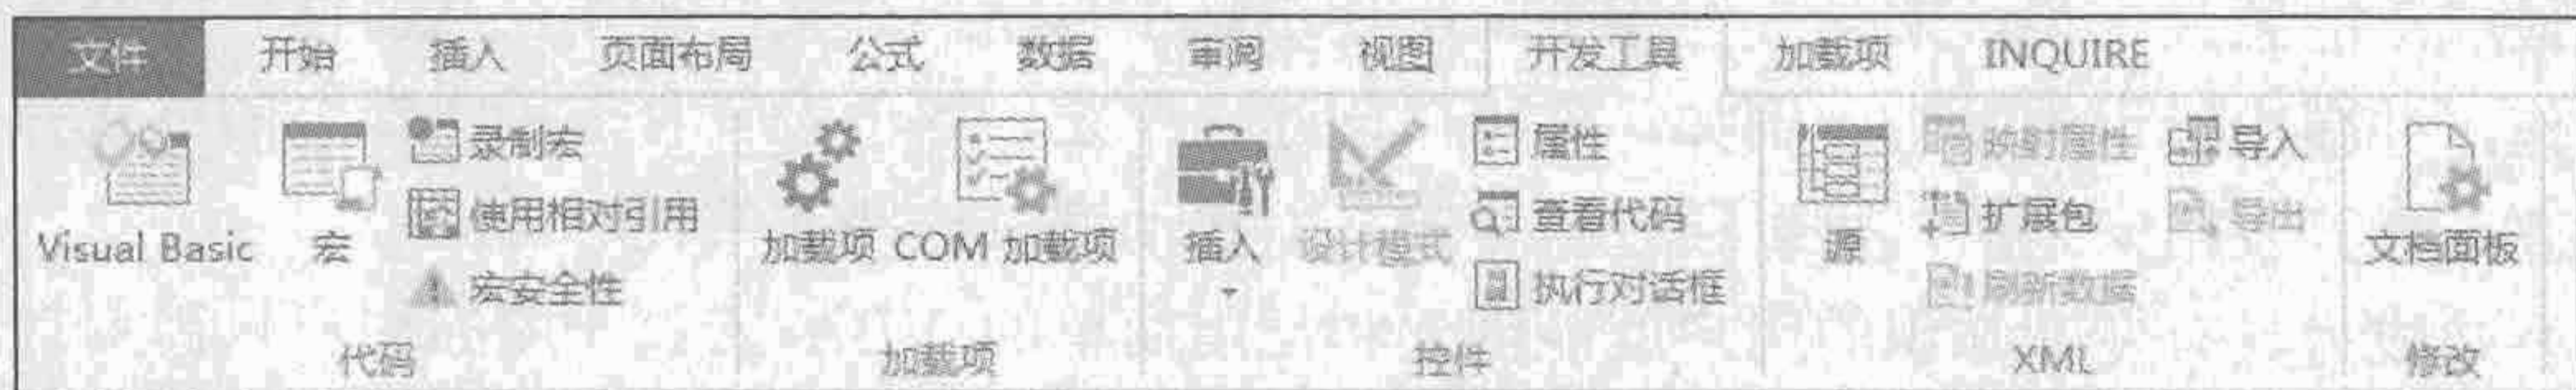 文件 开始 插入 页面布局 公式 数据 审阅 视图 开发工具 加载项 INQUIRE
Visual Basic
宏
录制宏
使用相对引用
宏安全性
代码
加载项
COM 加载项
加载项
插入
设计模式
属性
查看代码
执行对话框
控件
源
映射属性
扩展包
刷新数据
导入
导出
XML
文档面板
修改